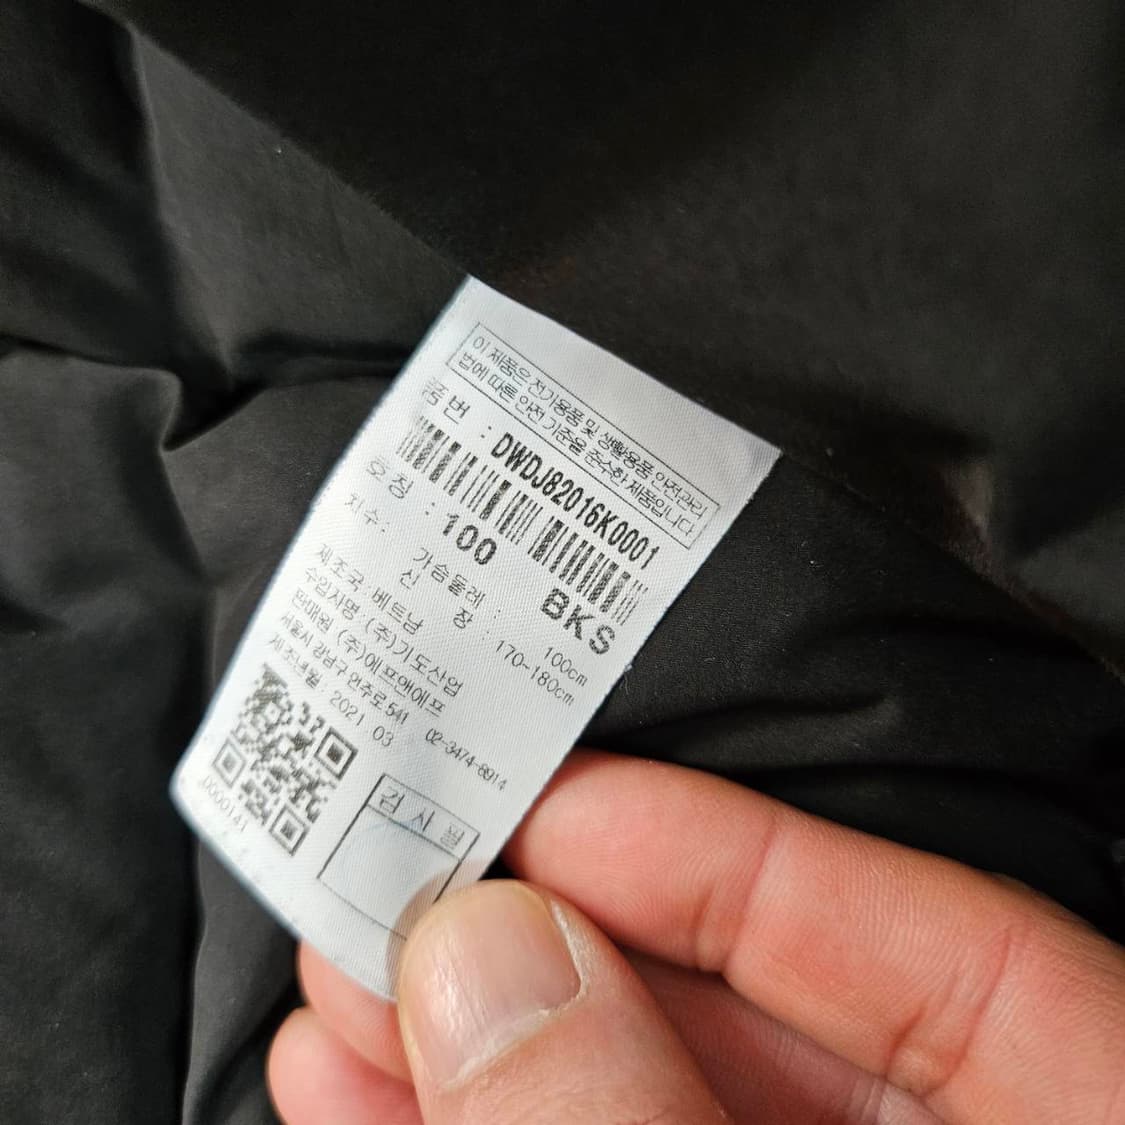 이 제품은 전기용품 및 생활용품 안전관리
법에 따른 안전 기준을 준수한 제품입니다.
품 번 : DWDJ82016K0001
호 칭 : 100 BKS
치수: 가슴둘레 : 100cm
신 장 : 170-180cm
제조국:베트남
수입자명 (주)기도산업
판매원 (주)에프앤에프
서울시 강남구 언주로541 02-3474-8914
제조년월 2021 03
J0000141
검 사 필